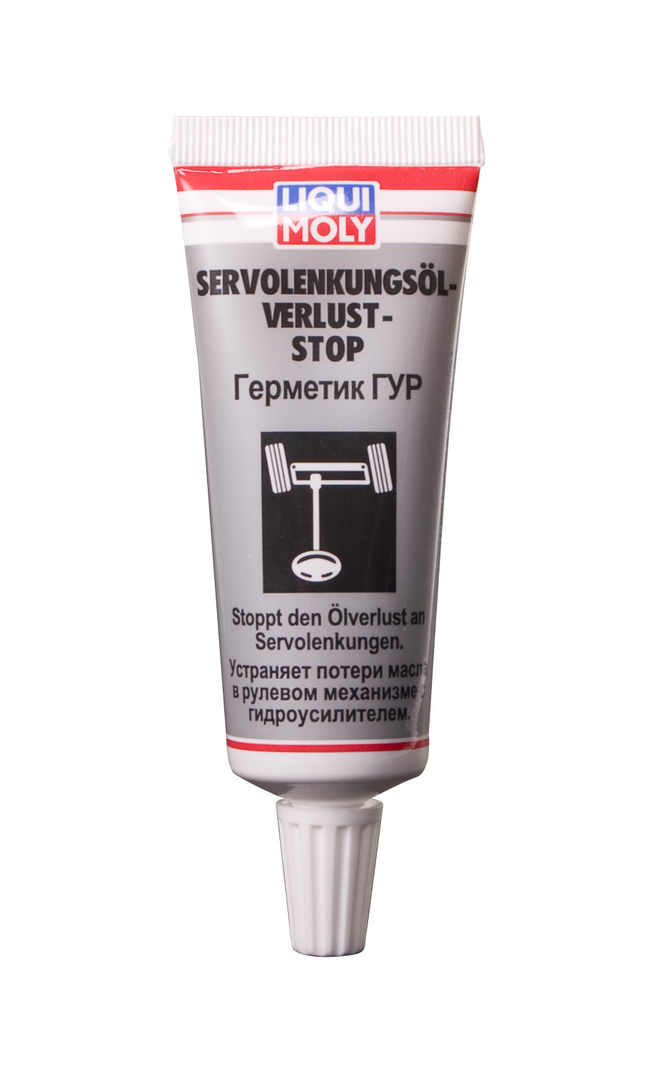 LIQUI
MOLY
SERVOLENKUNGSÖL-
VERLUST-
STOP
Герметик ГУР
Stoppt den Ölverlust an
Servolenkungen.
Устраняет потери масла
в рулевом механизме с
гидроусилителем.